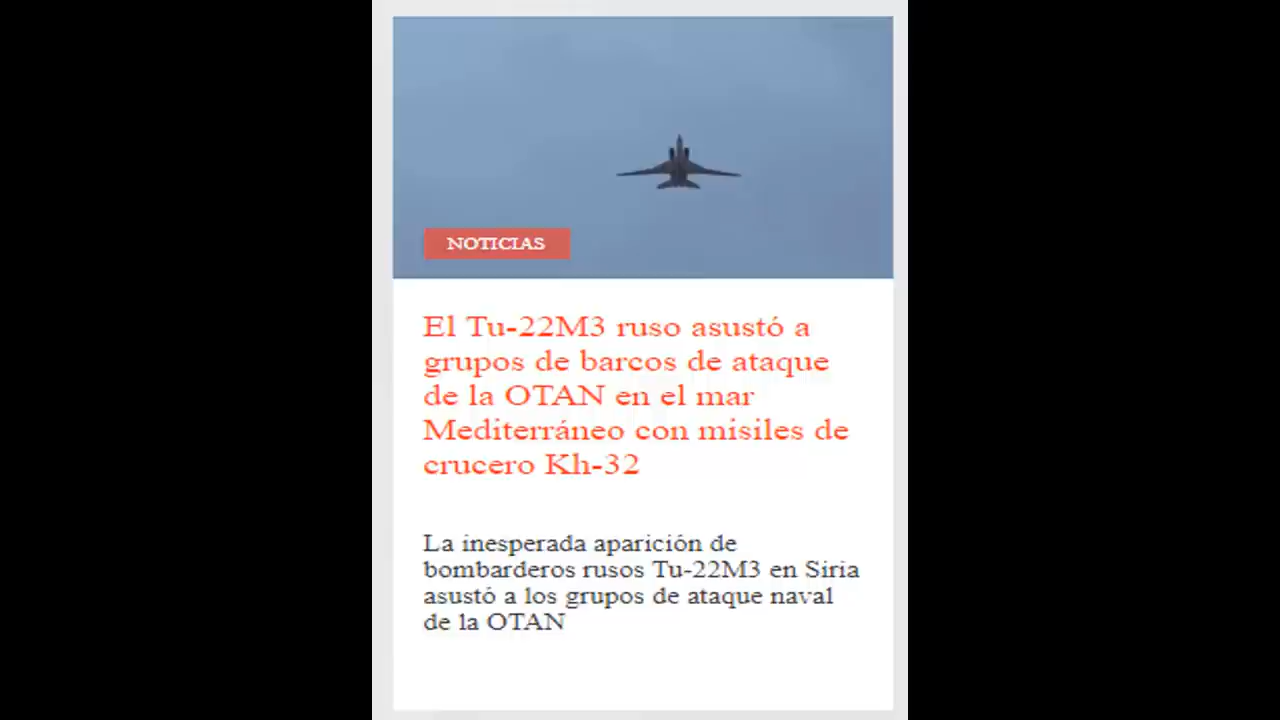 NOTICIAS
El Tu-22M3 ruso asustó a
grupos de barcos de ataque
de la OTAN en el mar
Mediterráneo con misiles de
crucero Kh-32
La inesperada aparición de
bombarderos rusos Tu-22M3 en Siria
asustó a los grupos de ataque naval
de la OTAN